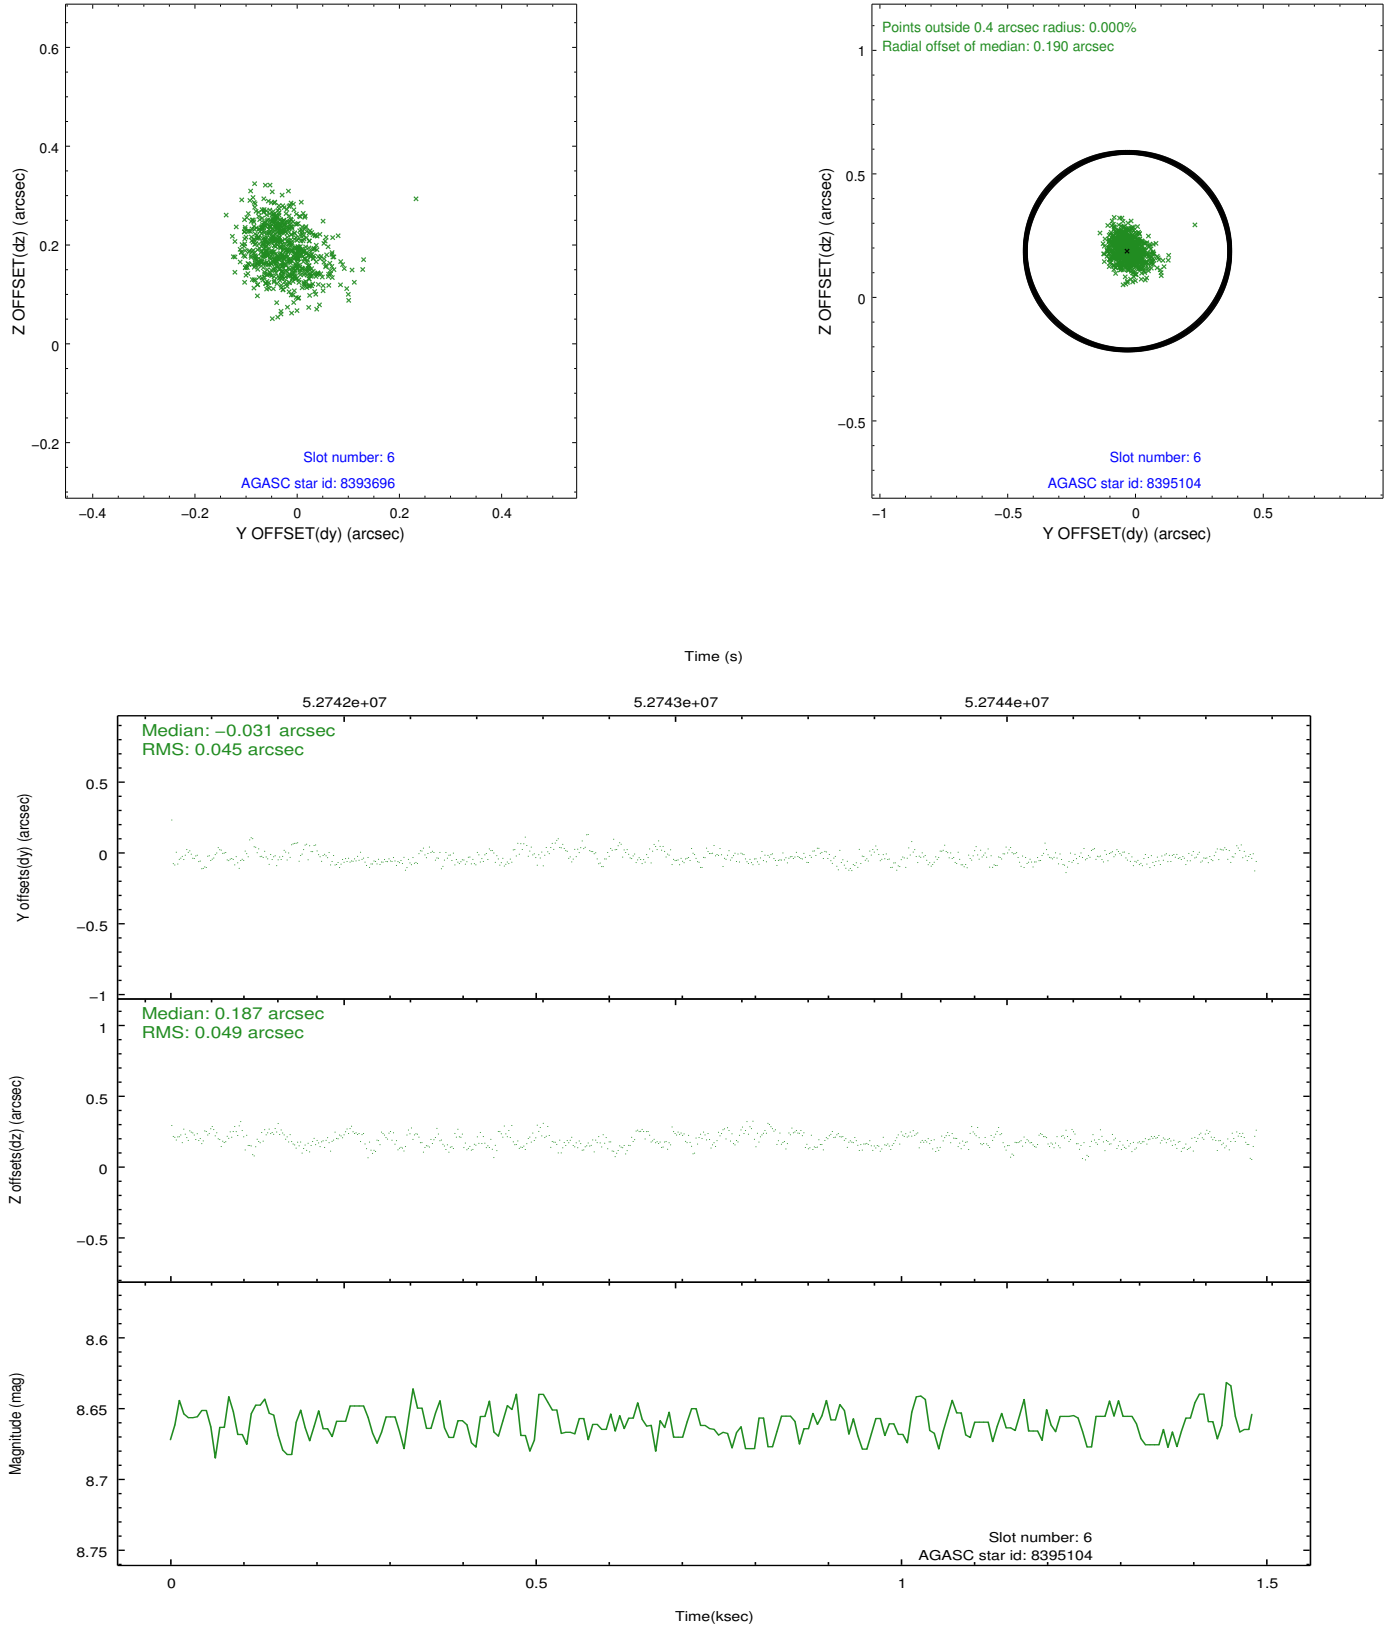 0.6
0.4
0.2
0
−0.2
Z OFFSET(dz) (arcsec)
Slot number: 6
AGASC star id: 8393696
−0.4
−0.2
0
0.2
0.4
Y OFFSET(dy) (arcsec)
Points outside 0.4 arcsec radius: 0.000%
Radial offset of median: 0.190 arcsec
1
0.5
0
−0.5
Z OFFSET(dz) (arcsec)
Slot number: 6
AGASC star id: 8395104
−1
−0.5
0
0.5
Y OFFSET(dy) (arcsec)
Time (s)
5.2742e+07
5.2743e+07
5.2744e+07
Median: −0.031 arcsec
RMS: 0.045 arcsec
0.5
0
−0.5
−1
Y offsets(dy) (arcsec)
Median: 0.187 arcsec
RMS: 0.049 arcsec
1
0.5
0
−0.5
Z offsets(dz) (arcsec)
8.6
8.65
8.7
8.75
Magnitude (mag)
Slot number: 6
AGASC star id: 8395104
0
0.5
1
1.5
Time(ksec)